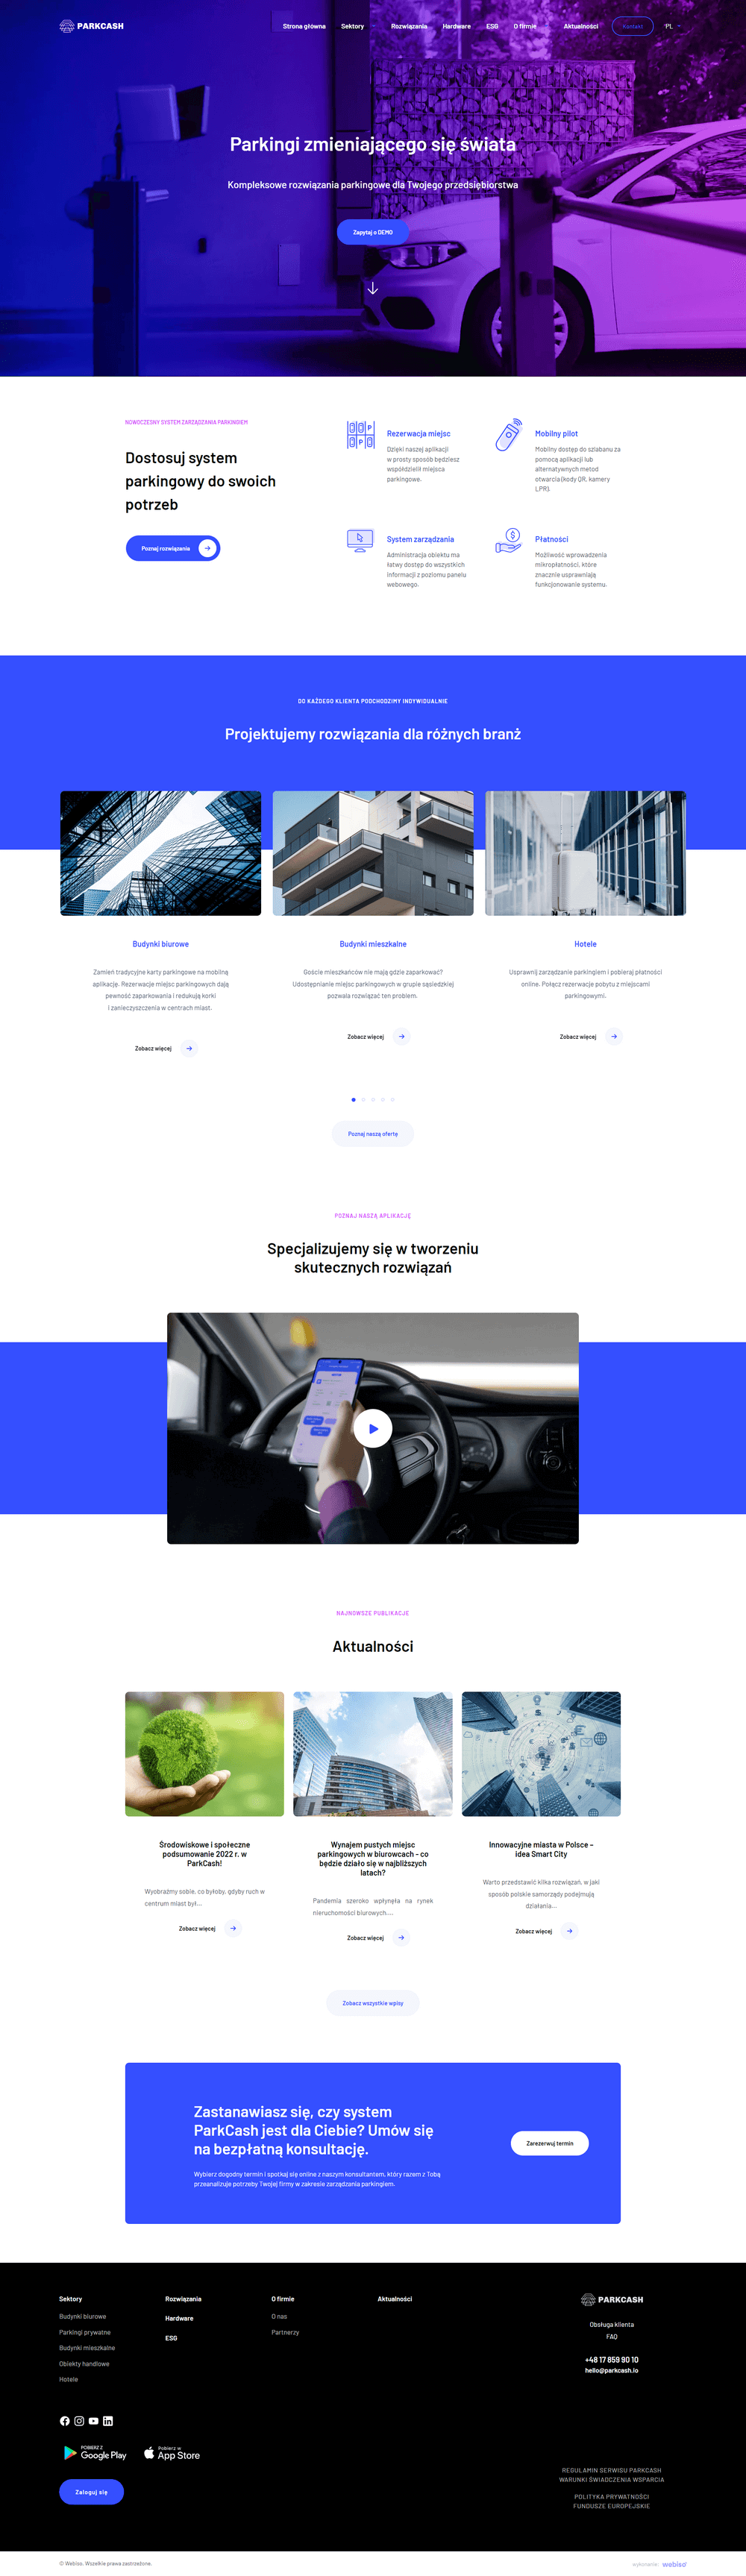 PARKCASH
Strona główna Sektory Rozwiązania Hardware ESG O firmie Aktualności Kontakt PL
Parkingi zmieniającego się świata
Kompleksowe rozwiązania parkingowe dla Twojego przedsiębiorstwa
Zapytaj o DEMO
NOWOCZESNY SYSTEM ZARZĄDZANIA PARKINGIEM
Dostosuj system
parkingowy do swoich
potrzeb
Poznaj rozwiązania
Rezerwacja miejsc
Dzięki naszej aplikacji
w prosty sposób będziesz
współdzielił miejsca
parkingowe.
Mobilny pilot
Mobilny dostęp do szlabanu za
pomocą aplikacji lub
alternatywnych metod
otwarcia (kody QR, kamery
LPR).
System zarządzania
Administracja obiektu ma
łatwy dostęp do wszystkich
informacji z poziomu panelu
webowego.
Płatności
Możliwość wprowadzenia
mikropłatności, które
znacznie usprawniają
funkcjonowanie systemu.
DO KAŻDEGO KLIENTA PODCHODZIMY INDYWIDUALNIE
Projektujemy rozwiązania dla różnych branż
Budynki biurowe
Zamień tradycyjne karty parkingowe na mobilną
aplikację. Rezerwacje miejsc parkingowych dają
pewność zaparkowania i redukują korki
i zanieczyszczenia w centrach miast.
Zobacz więcej
Budynki mieszkalne
Goście mieszkańców nie mają gdzie zaparkować?
Udostępnianie miejsc parkingowych w grupie sąsiedzkiej
pozwala rozwiązać ten problem.
Zobacz więcej
Hotele
Usprawnij zarządzanie parkingiem i pobieraj płatności
online. Połącz rezerwacje pobytu z miejscami
parkingowymi.
Zobacz więcej
Poznaj naszą ofertę
POZNAJ NASZĄ APLIKACJĘ
Specjalizujemy się w tworzeniu
skutecznych rozwiązań
NAJNOWSZE PUBLIKACJE
Aktualności
Środowiskowe i społeczne
podsumowanie 2022 r. w
ParkCash!
Wyobraźmy sobie, co byłoby, gdyby ruch w
centrum miast był...
Zobacz więcej
Wynajem pustych miejsc
parkingowych w biurowcach - co
będzie działo się w najbliższych
latach?
Pandemia szeroko wpłynęła na rynek
nieruchomości biurowych....
Zobacz więcej
Innowacyjne miasta w Polsce –
idea Smart City
Warto przedstawić kilka rozwiązań, w jaki
sposób polskie samorządy podejmują
działania...
Zobacz więcej
Zobacz wszystkie wpisy
Zastanawiasz się, czy system
ParkCash jest dla Ciebie? Umów się
na bezpłatną konsultację.
Wybierz dogodny termin i spotkaj się online z naszym konsultantem, który razem z Tobą
przeanalizuje potrzeby Twojej firmy w zakresie zarządzania parkingiem.
Zarezerwuj termin
Sektory
Budynki biurowe
Parkingi prywatne
Budynki mieszkalne
Obiekty handlowe
Hotele
Rozwiązania
Hardware
ESG
O firmie
O nas
Partnerzy
Aktualności
PARKCASH
Obsługa klienta
FAQ
+48 17 859 90 10
hello@parkcash.io
POBIERZ Z
Google Play
Pobierz w
App Store
Zaloguj się
REGULAMIN SERWISU PARKCASH
WARUNKI ŚWIADCZENIA WSPARCIA
POLITYKA PRYWATNOŚCI
FUNDUSZE EUROPEJSKIE
© Webiso. Wszelkie prawa zastrzeżone.
wykonanie: webiso